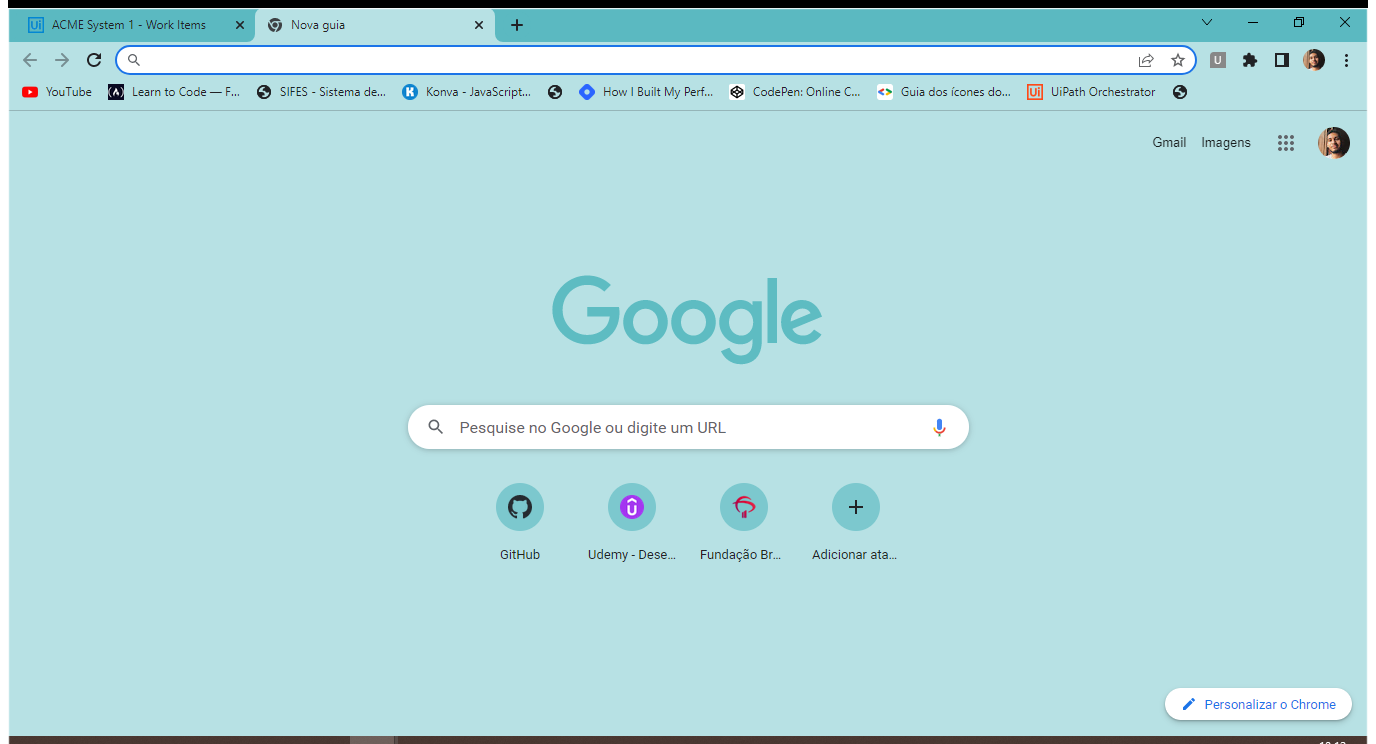 ACME System 1 - Work Items
Nova guia
YouTube
Learn to Code — F...
SIFES - Sistema de...
Konva - JavaScript...
How I Built My Perf...
CodePen: Online C...
Guia dos ícones do...
UiPath Orchestrator
Gmail
Imagens
Google
Pesquise no Google ou digite um URL
GitHub
Udemy - Dese...
Fundação Br...
Adicionar ata...
Personalizar o Chrome